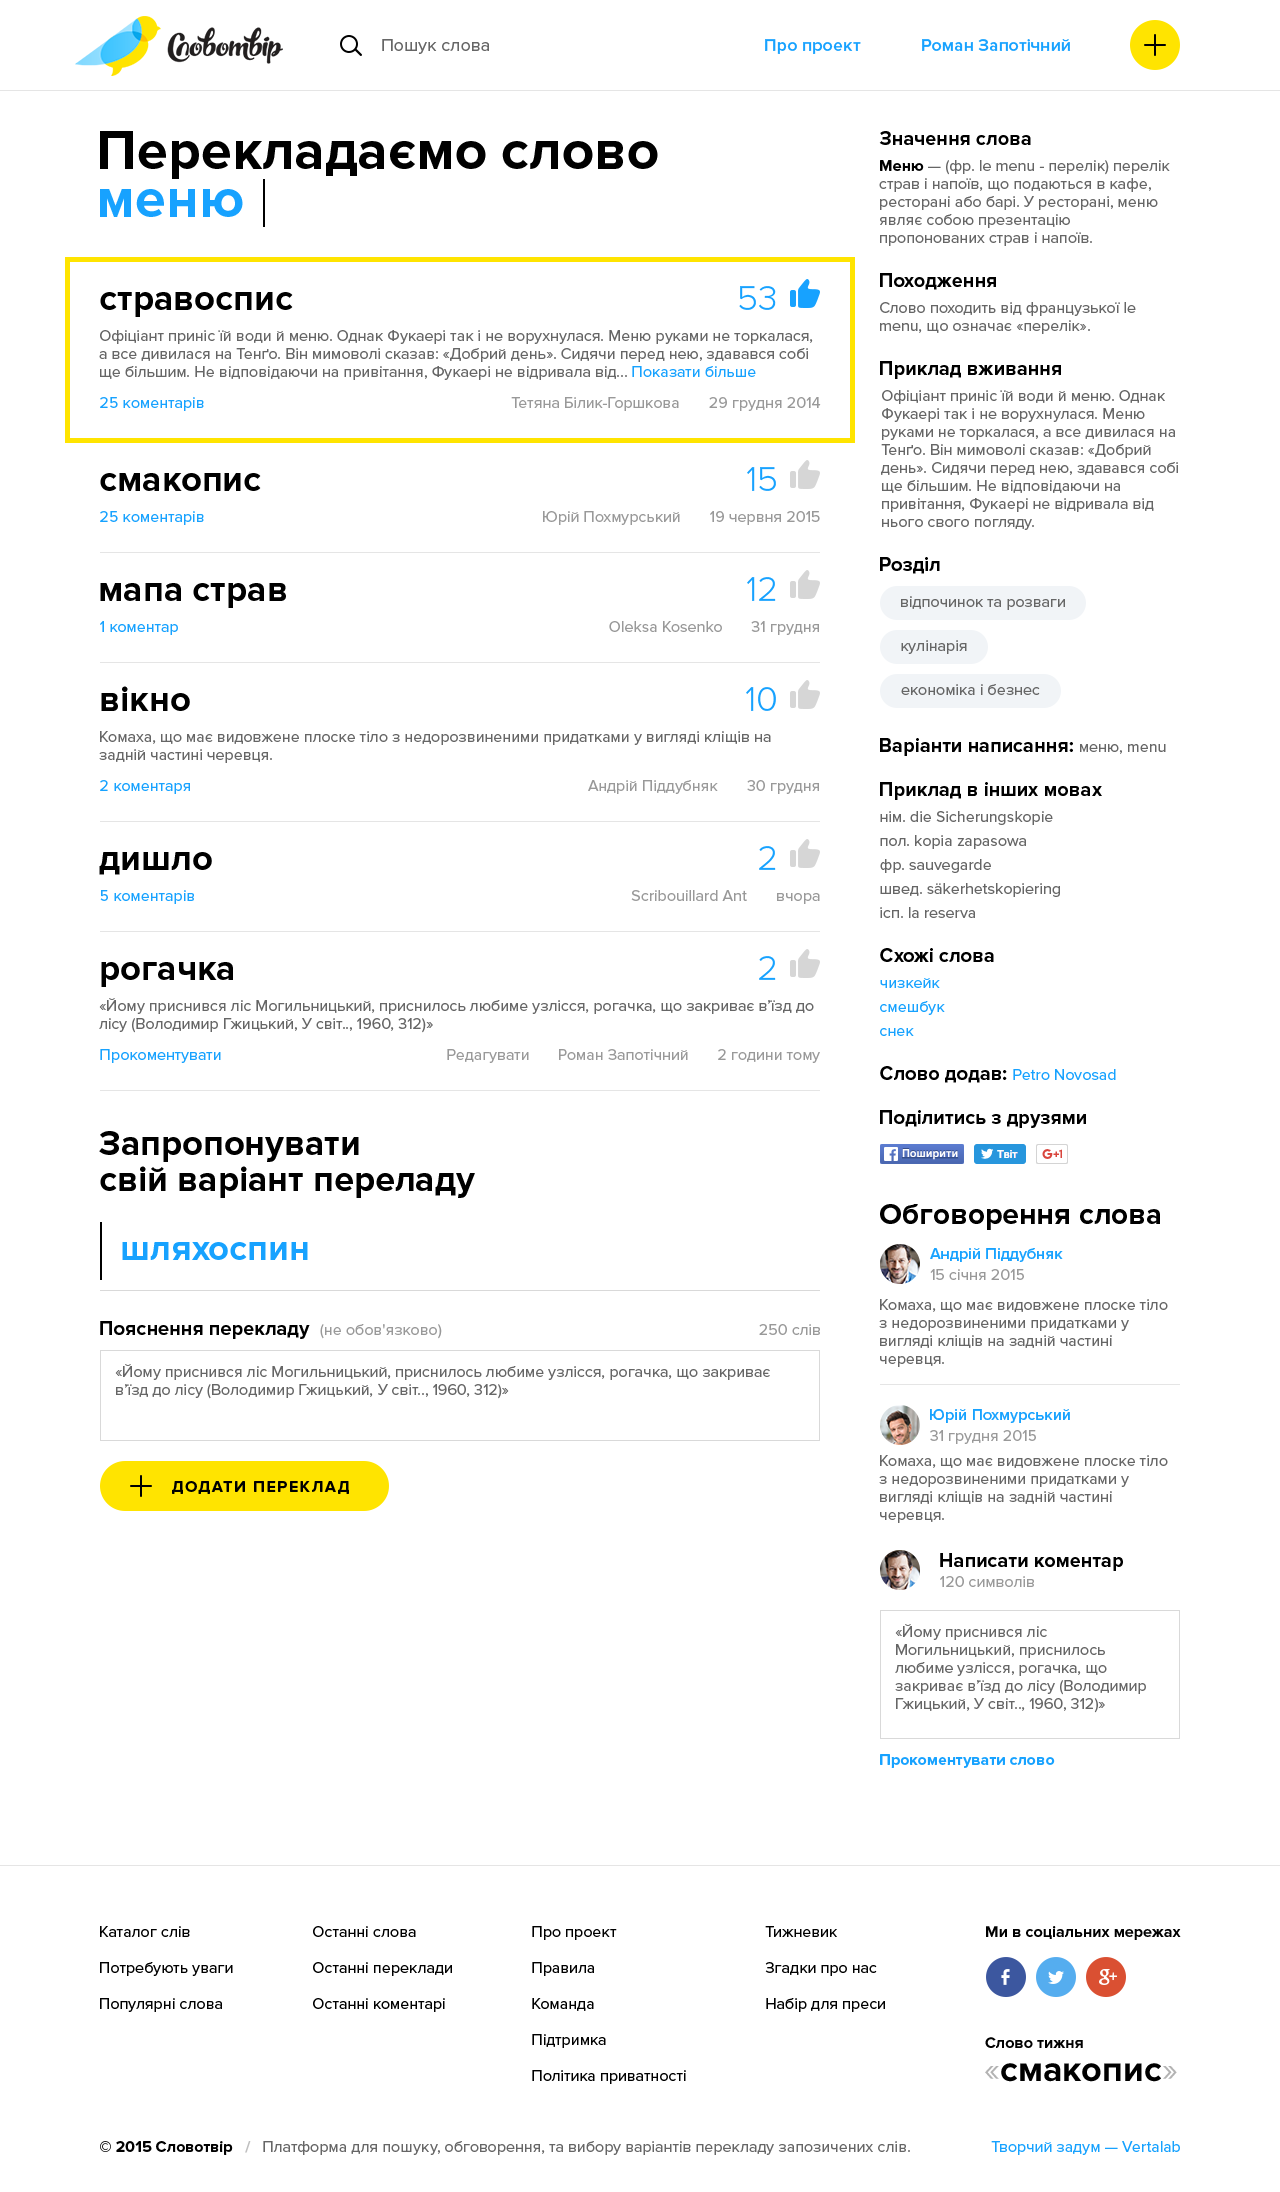 Словотвір
Пошук слова
Про проект
Роман Запотічний
Перекладаємо слово
меню
стравоспис
53
Офіціант приніс їй води й меню. Однак Фукаері так і не ворухнулася. Меню руками не торкалася,
а все дивилася на Тенґо. Він мимоволі сказав: «Добрий день». Сидячи перед нею, здавався собі
ще більшим. Не відповідаючи на привітання, Фукаері не відривала від... Показати більше
25 коментарів
Тетяна Білик-Горшкова
29 грудня 2014
смакопис
15
25 коментарів
Юрій Похмурський
19 червня 2015
мапа страв
12
1 коментар
Oleksa Kosenko
31 грудня
вікно
10
Комаха, що має видовжене плоске тіло з недорозвиненими придатками у вигляді кліщів на
задній частині черевця.
2 коментаря
Андрій Піддубняк
30 грудня
дишло
2
5 коментарів
Scribouillard Ant
вчора
рогачка
2
«Йому приснився ліс Могильницький, приснилось любиме узлісся, рогачка, що закриває в’їзд до
лісу (Володимир Гжицький, У світ.., 1960, 312)»
Прокоментувати
Редагувати
Роман Запотічний
2 години тому
Запропонувати
свій варіант переладу
шляхоспин
Пояснення перекладу (не обов'язково)
250 слів
«Йому приснився ліс Могильницький, приснилось любиме узлісся, рогачка, що закриває
в’їзд до лісу (Володимир Гжицький, У світ.., 1960, 312)»
ДОДАТИ ПЕРЕКЛАД
Значення слова
Меню — (фр. le menu - перелік) перелік
страв і напоїв, що подаються в кафе,
ресторані або барі. У ресторані, меню
являє собою презентацію
пропонованих страв і напоїв.
Походження
Слово походить від французької le
menu, що означає «перелік».
Приклад вживання
Офіціант приніс їй води й меню. Однак
Фукаері так і не ворухнулася. Меню
руками не торкалася, а все дивилася на
Тенґо. Він мимоволі сказав: «Добрий
день». Сидячи перед нею, здавався собі
ще більшим. Не відповідаючи на
привітання, Фукаері не відривала від
нього свого погляду.
Розділ
відпочинок та розваги
кулінарія
економіка і безнес
Варіанти написання: меню, menu
Приклад в інших мовах
нім. die Sicherungskopie
пол. kopia zapasowa
фр. sauvegarde
швед. säkerhetskopiering
ісп. la reserva
Схожі слова
чизкейк
смешбук
снек
Слово додав: Petro Novosad
Поділитись з друзями
Поширити
Твіт
G+1
Обговорення слова
Андрій Піддубняк
15 січня 2015
Комаха, що має видовжене плоске тіло
з недорозвиненими придатками у
вигляді кліщів на задній частині
черевця.
Юрій Похмурський
31 грудня 2015
Комаха, що має видовжене плоске тіло
з недорозвиненими придатками у
вигляді кліщів на задній частині
черевця.
Написати коментар
120 символів
«Йому приснився ліс
Могильницький, приснилось
любиме узлісся, рогачка, що
закриває в’їзд до лісу (Володимир
Гжицький, У світ.., 1960, 312)»
Прокоментувати слово
Каталог слів
Потребують уваги
Популярні слова
Останні слова
Останні переклади
Останні коментарі
Про проект
Правила
Команда
Підтримка
Політика приватності
Тижневик
Згадки про нас
Набір для преси
Ми в соціальних мережах
f
g+
Слово тижня
«смакопис»
© 2015 Словотвір / Платформа для пошуку, обговорення, та вибору варіантів перекладу запозичених слів.
Творчий задум — Vertalab